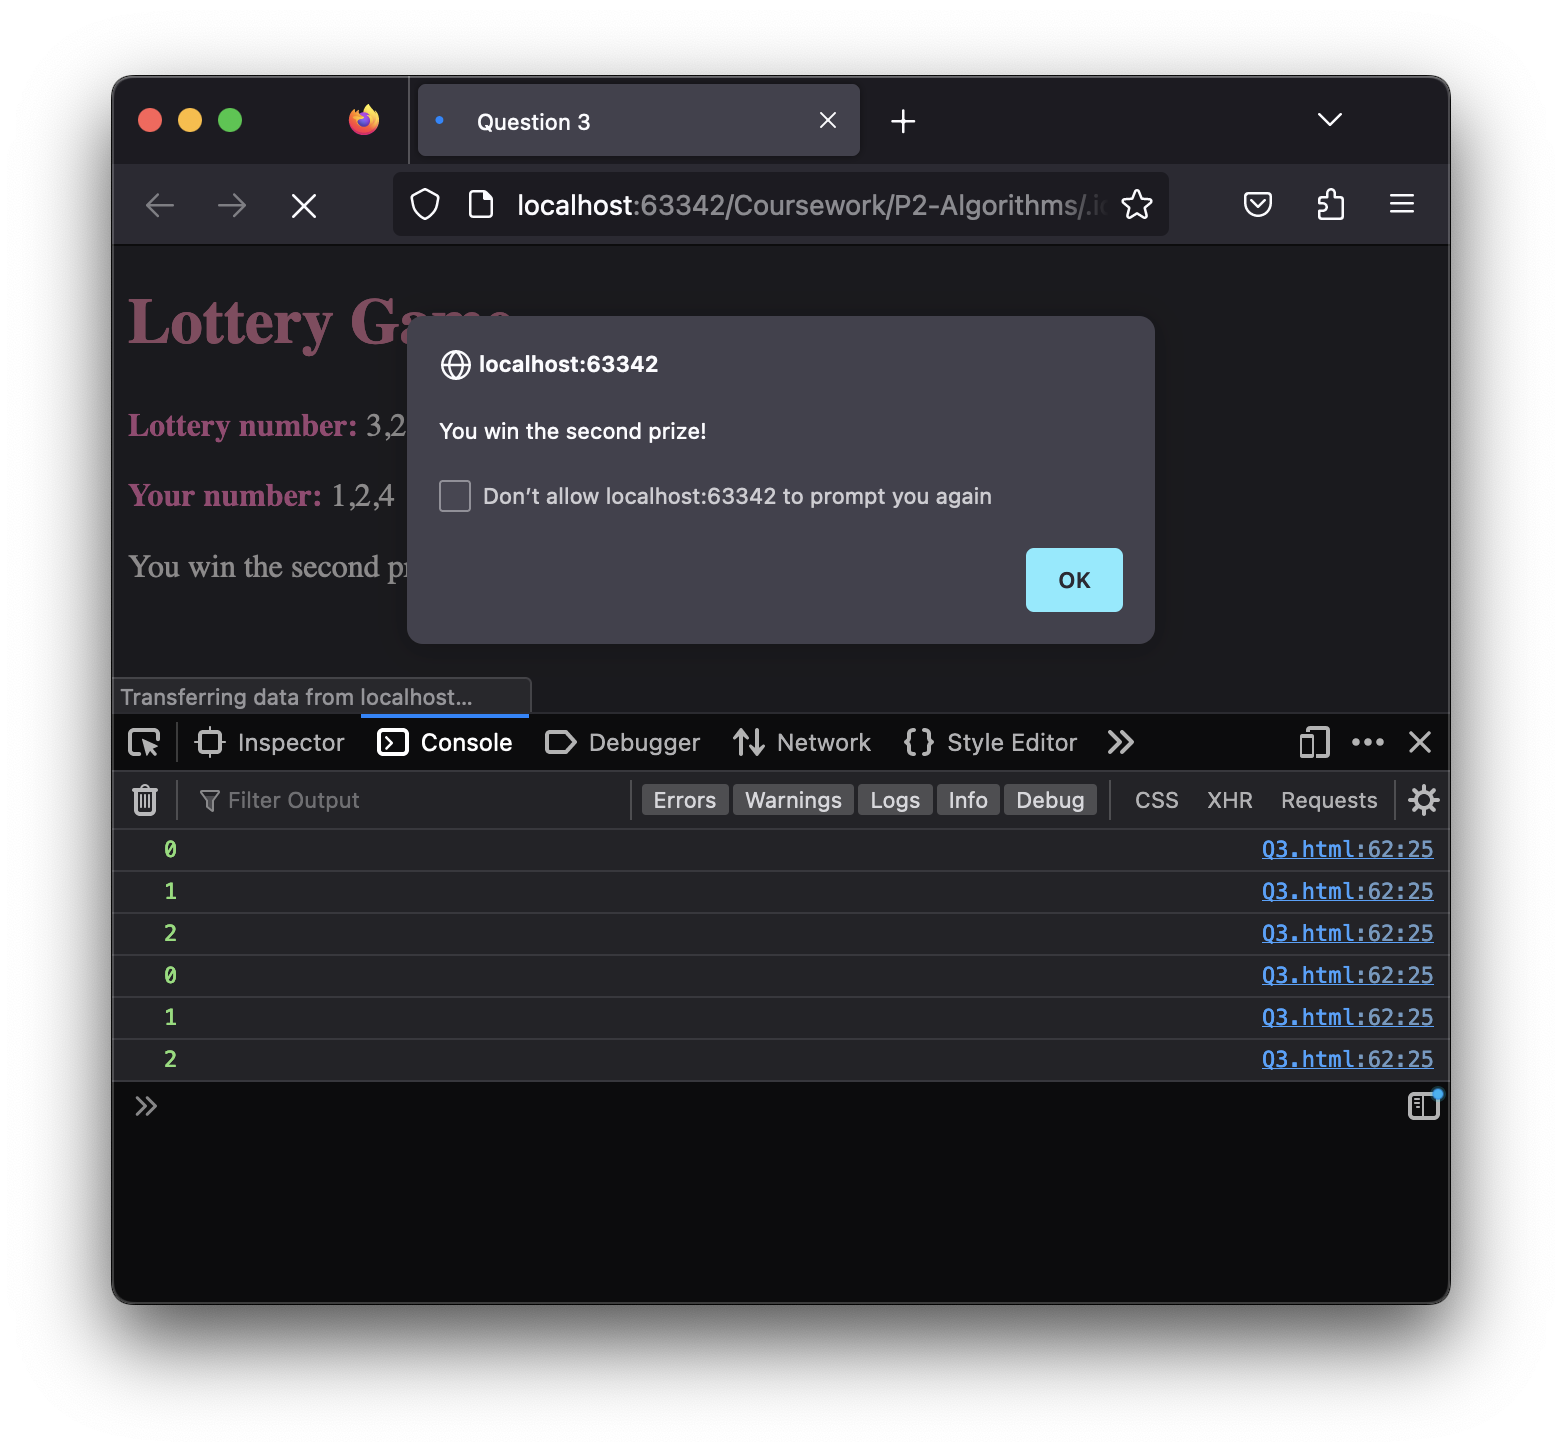 Question 3
localhost:63342/Coursework/P2-Algorithms/.i
Lottery Game
localhost:63342
Lottery number: 3,2
You win the second prize!
Your number: 1,2,4
Don't allow localhost:63342 to prompt you again
You win the second pr
OK
Transferring data from localhost...
Inspector Console Debugger Network Style Editor
Filter Output Errors Warnings Logs Info Debug CSS XHR Requests
0 Q3.html:62:25
1 Q3.html:62:25
2 Q3.html:62:25
0 Q3.html:62:25
1 Q3.html:62:25
2 Q3.html:62:25